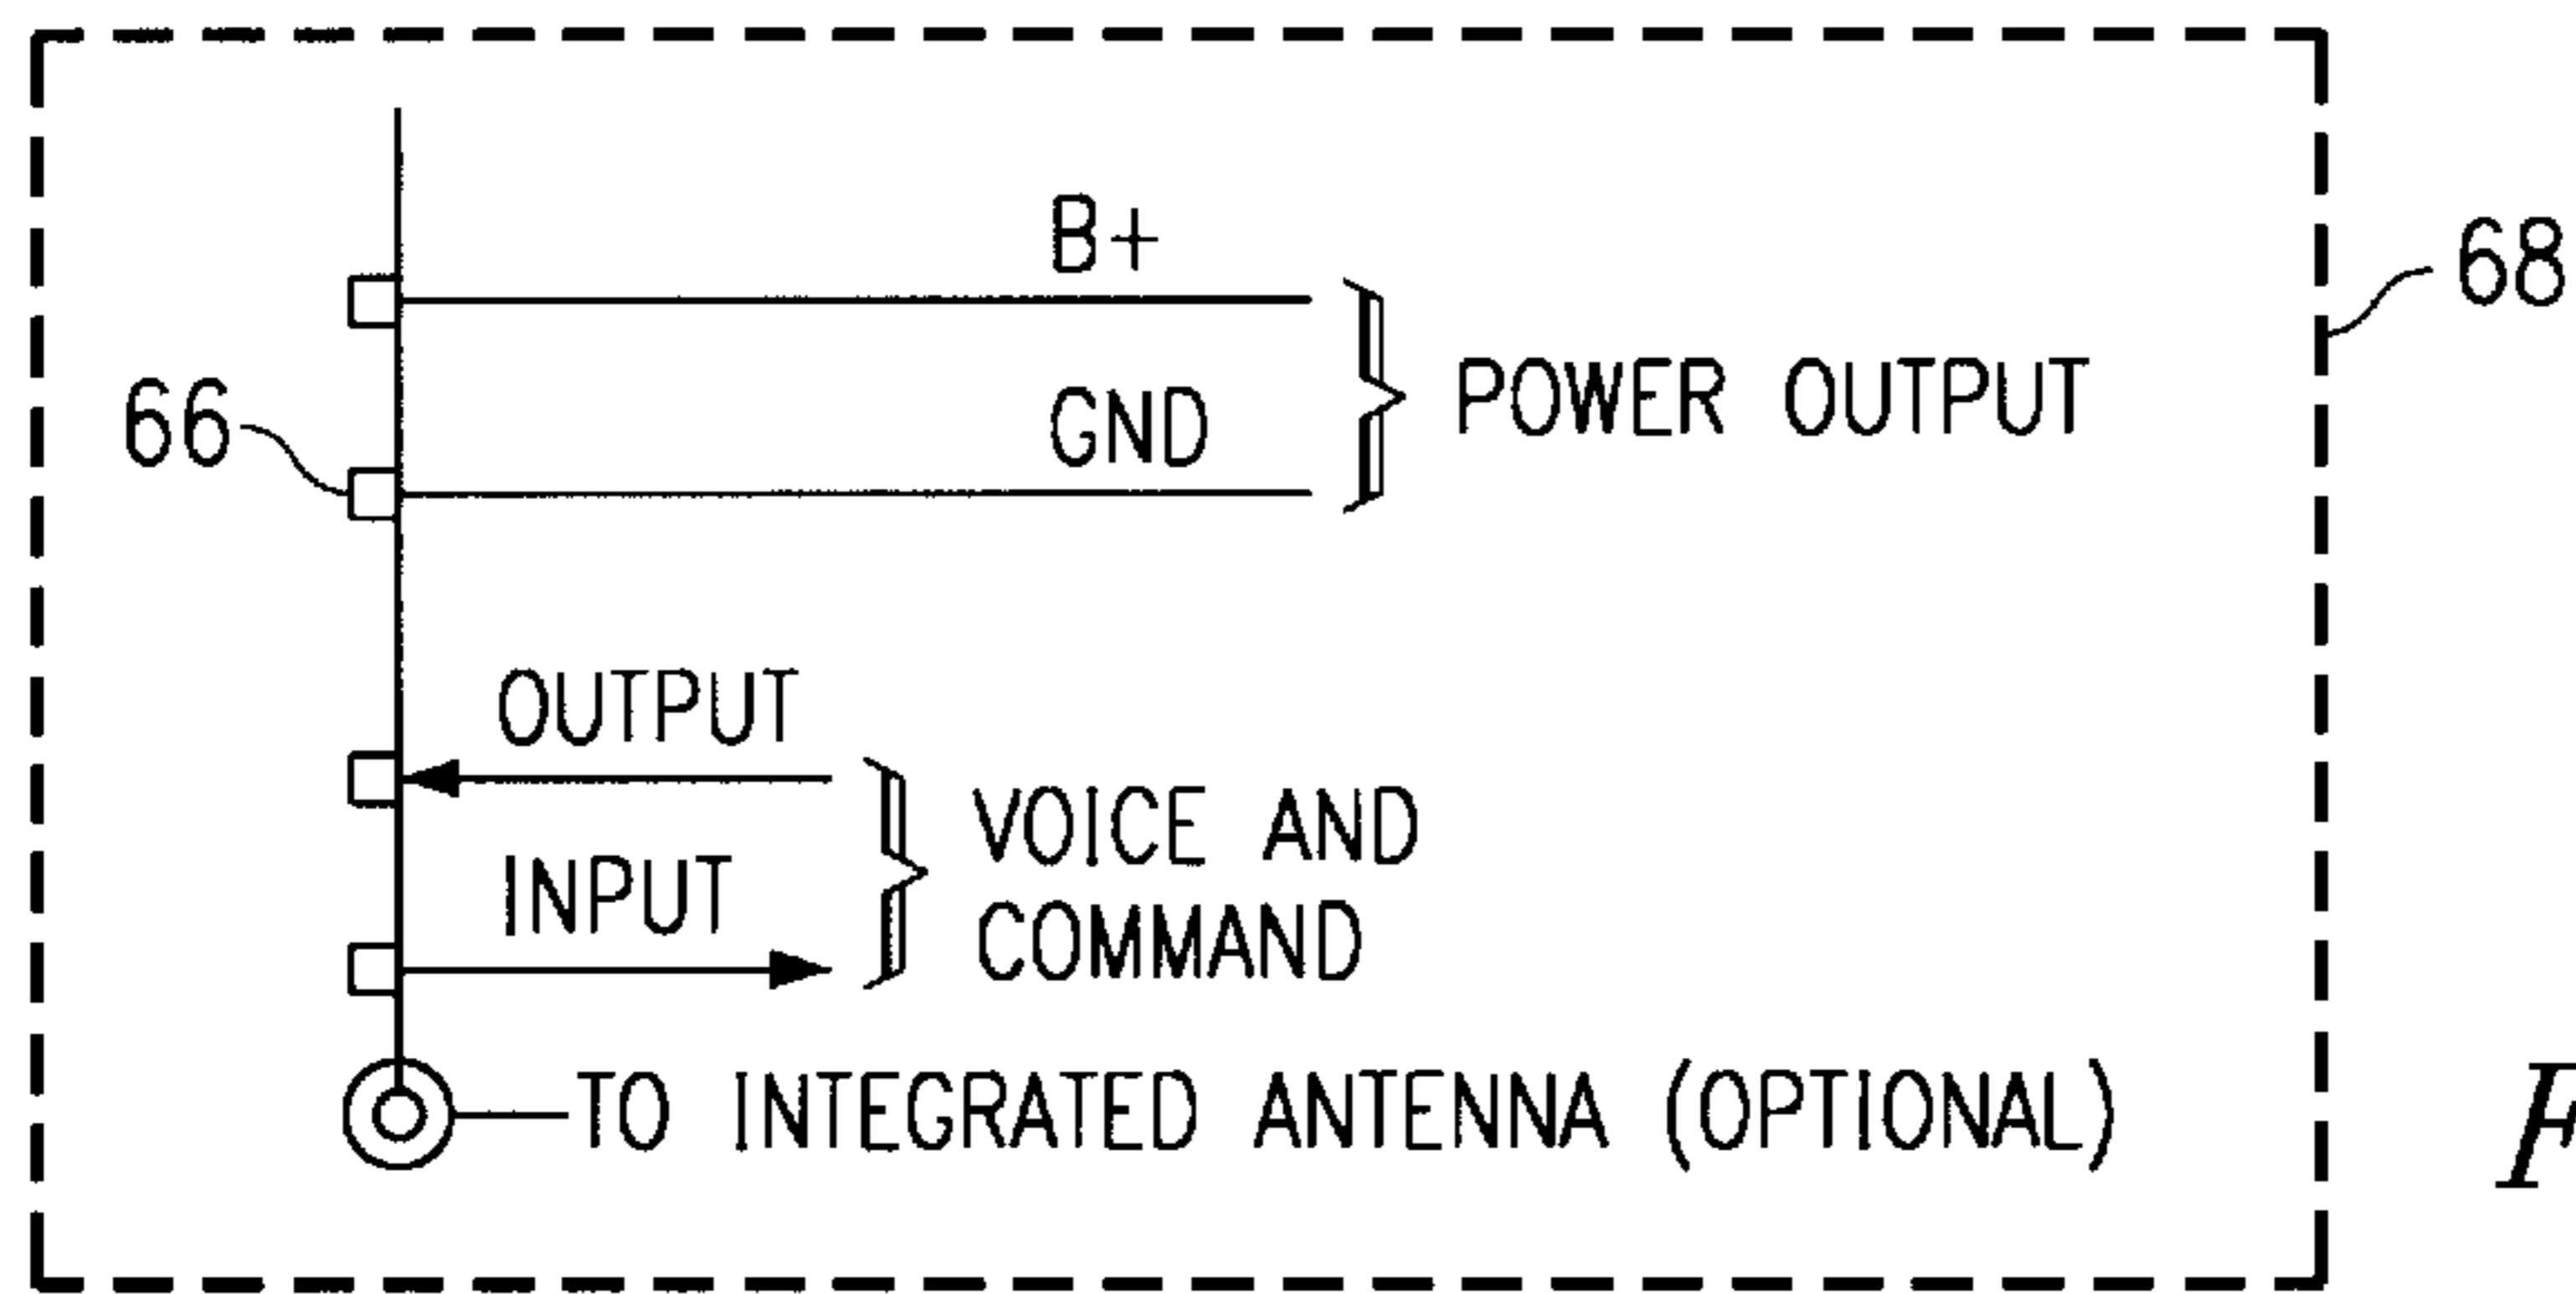 B+
68
66
GND
POWER OUTPUT
OUTPUT
VOICE AND
COMMAND
INPUT
TO INTEGRATED ANTENNA (OPTIONAL)